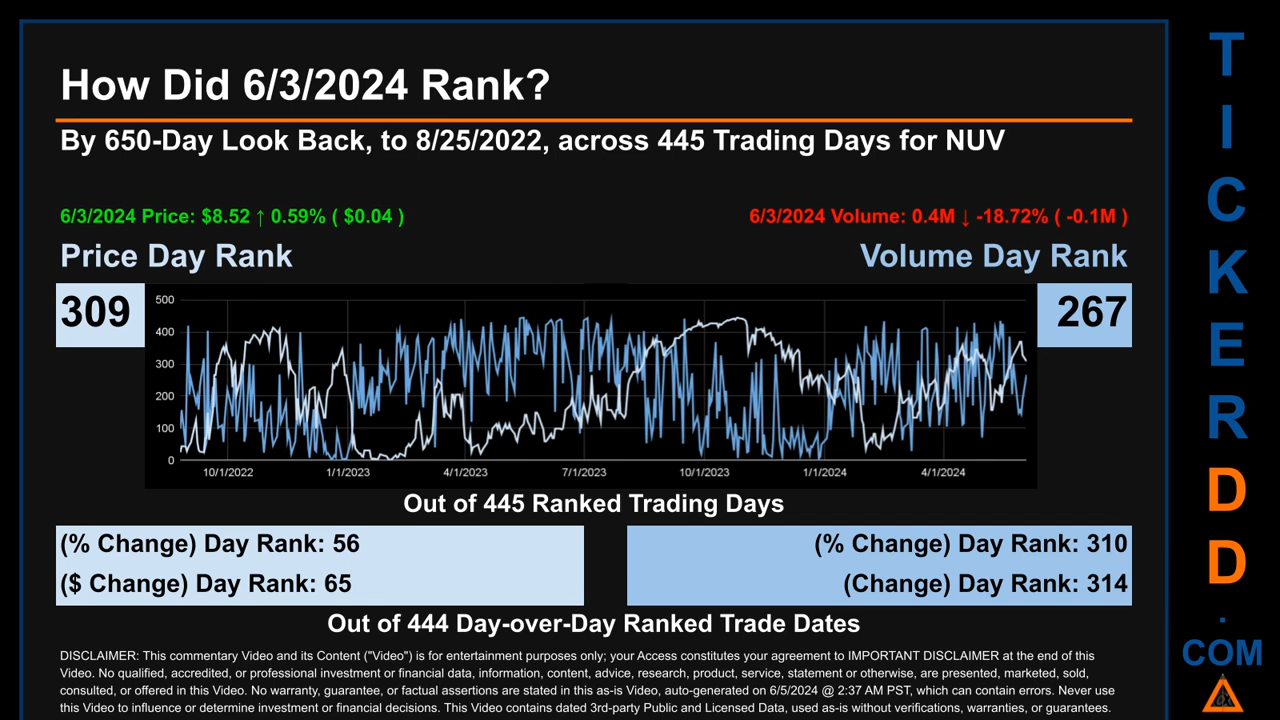 How Did 6/3/2024 Rank?
By 650-Day Look Back, to 8/25/2022, across 445 Trading Days for NUV
6/3/2024 Price: $8.52 ↑ 0.59% ( $0.04 )
6/3/2024 Volume: 0.4M ↓ -18.72% ( -0.1M )
Price Day Rank
Volume Day Rank
309
267
500
400
300
200
100
0
10/1/2022
1/1/2023
4/1/2023
7/1/2023
10/1/2023
1/1/2024
4/1/2024
Out of 445 Ranked Trading Days
(% Change) Day Rank: 56
(% Change) Day Rank: 310
($ Change) Day Rank: 65
(Change) Day Rank: 314
Out of 444 Day-over-Day Ranked Trade Dates
DISCLAIMER: This commentary Video and its Content ("Video") is for entertainment purposes only; your Access constitutes your agreement to IMPORTANT DISCLAIMER at the end of this
Video. No qualified, accredited, or professional investment or financial data, information, content, advice, research, product, service, statement or otherwise, are presented, marketed, sold,
consulted, or offered in this Video. No warranty, guarantee, or factual assertions are stated in this as-is Video, auto-generated on 6/5/2024 @ 2:37 AM PST, which can contain errors. Never use
this Video to influence or determine investment or financial decisions. This Video contains dated 3rd-party Public and Licensed Data, used as-is without verifications, warranties, or guarantees.
T
I
C
K
E
R
D
D
.
COM